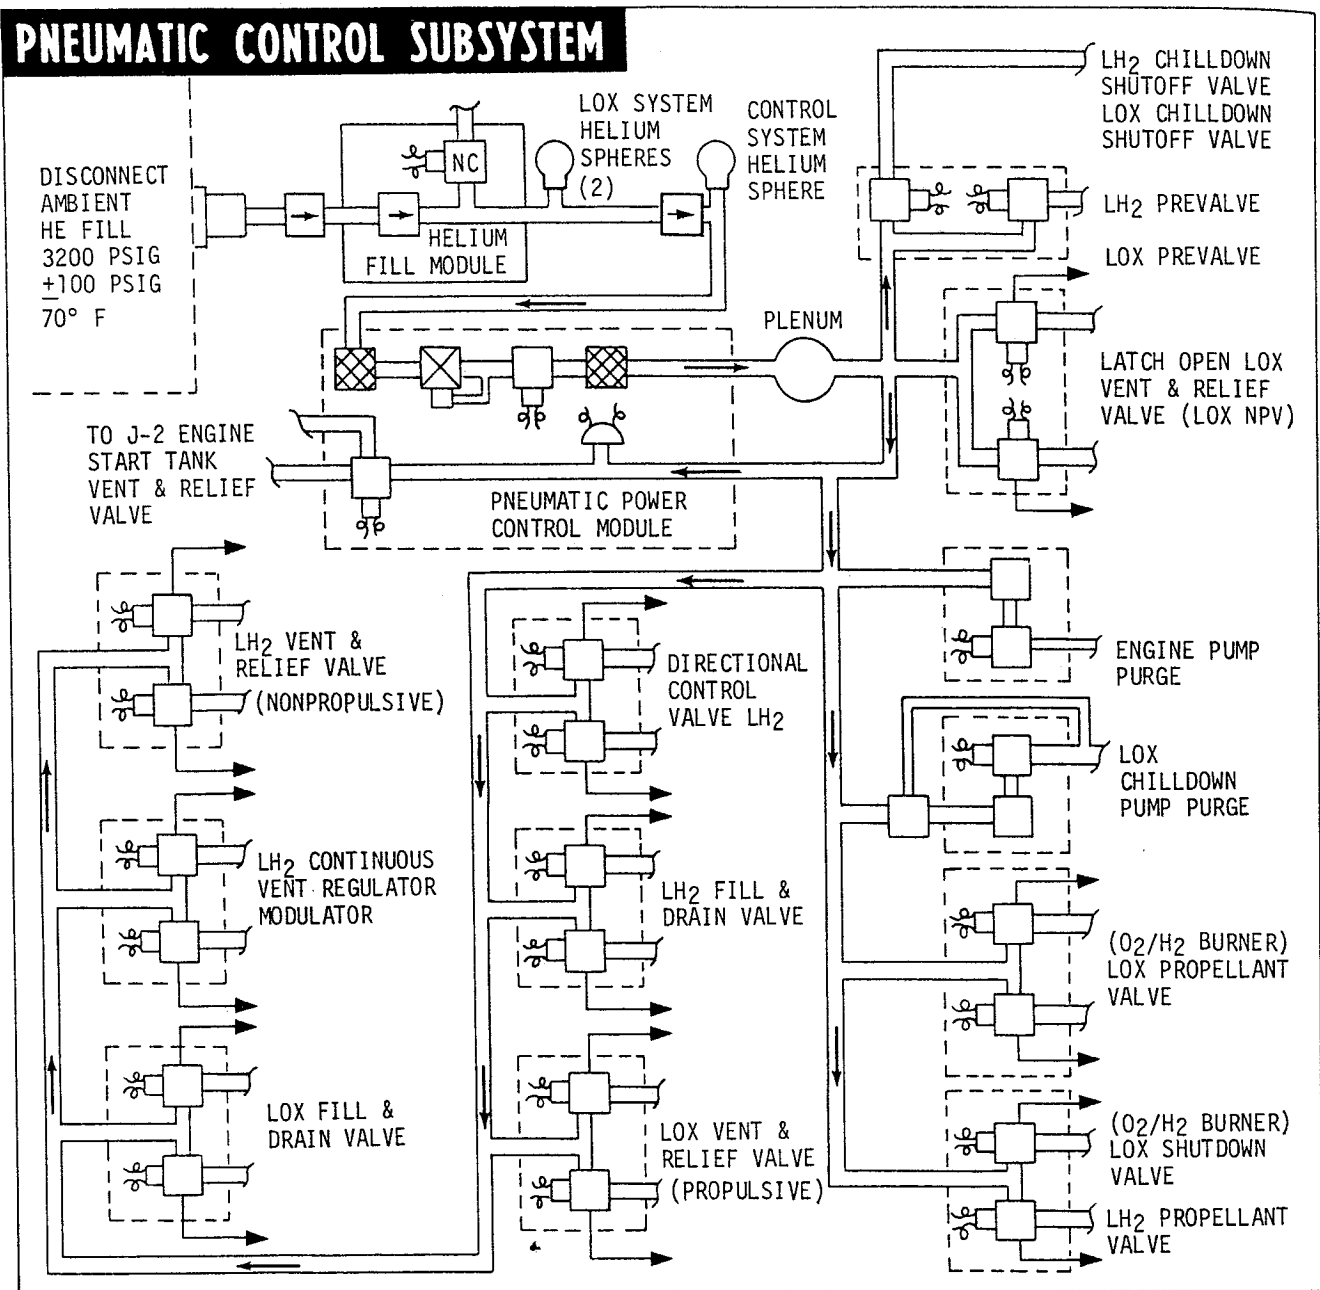 PNEUMATIC CONTROL SUBSYSTEM
DISCONNECT
AMBIENT
HE FILL
3200 PSIG
±100 PSIG
70° F
NC
HELIUM
FILL MODULE
LOX SYSTEM
HELIUM
SPHERES
(2)
CONTROL
SYSTEM
HELIUM
SPHERE
LH2 CHILLDOWN
SHUTOFF VALVE
LOX CHILLDOWN
SHUTOFF VALVE
LH2 PREVALVE
LOX PREVALVE
PLENUM
LATCH OPEN LOX
VENT & RELIEF
VALVE (LOX NPV)
TO J-2 ENGINE
START TANK
VENT & RELIEF
VALVE
PNEUMATIC POWER
CONTROL MODULE
LH2 VENT &
RELIEF VALVE
(NONPROPULSIVE)
DIRECTIONAL
CONTROL
VALVE LH2
ENGINE PUMP
PURGE
LOX
CHILLDOWN
PUMP PURGE
LH2 CONTINUOUS
VENT REGULATOR
MODULATOR
LH2 FILL &
DRAIN VALVE
(O2/H2 BURNER)
LOX PROPELLANT
VALVE
LOX FILL &
DRAIN VALVE
LOX VENT &
RELIEF VALVE
(PROPULSIVE)
(O2/H2 BURNER)
LOX SHUTDOWN
VALVE
LH2 PROPELLANT
VALVE